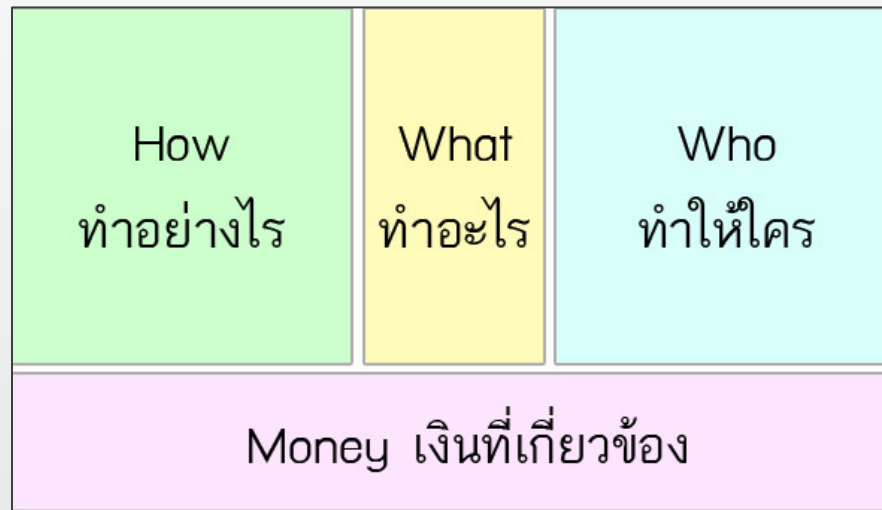 How
ทำอย่างไร
What
ทำอะไร
Who
ทำให้ใคร
Money เงินที่เกี่ยวข้อง